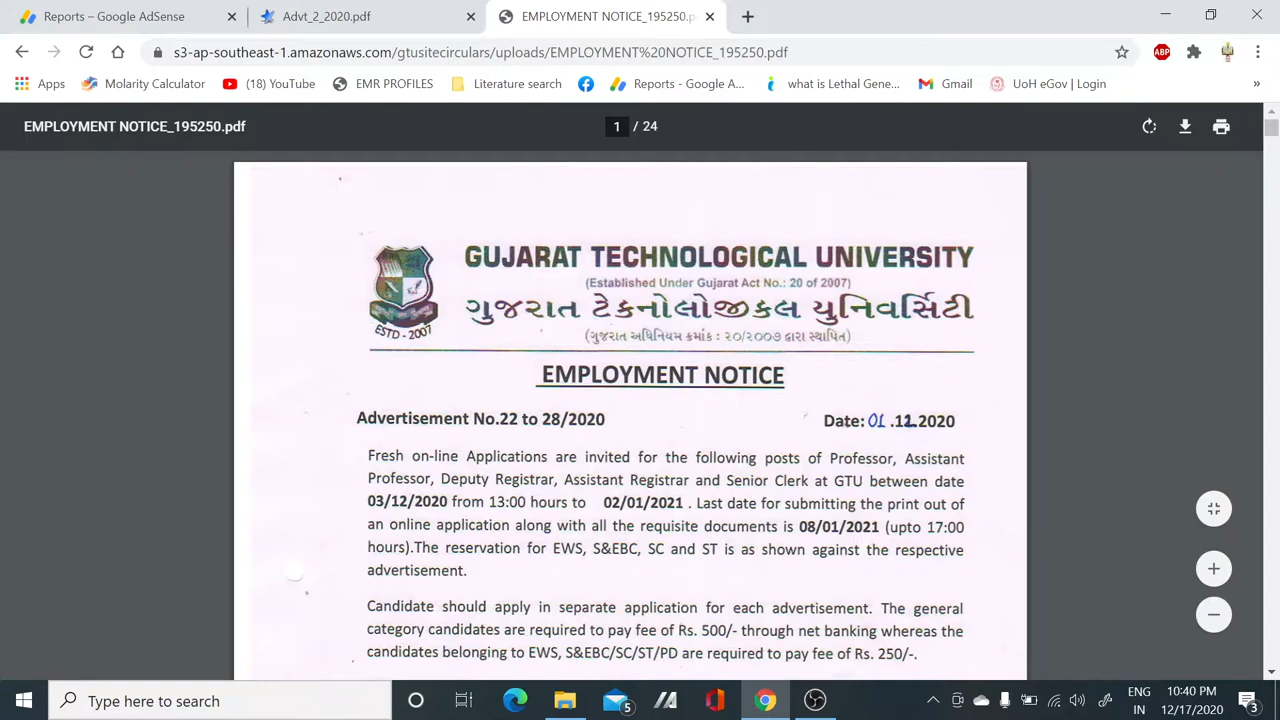 Reports - Google AdSense
Advt_2_2020.pdf
EMPLOYMENT NOTICE_195250.p
s3-ap-southeast-1.amazonaws.com/gtusitecirculars/uploads/EMPLOYMENT%20NOTICE_195250.pdf
ABP
Apps
Molarity Calculator
(18) YouTube
EMR PROFILES
Literature search
Reports - Google A...
what is Lethal Gene...
Gmail
UoH eGov | Login
»
EMPLOYMENT NOTICE_195250.pdf
1 / 24
GUJARAT TECHNOLOGICAL UNIVERSITY
(Established Under Gujarat Act No.: 20 of 2007)
ગુજરાત ટેકનોલોજીકલ યુનિવર્સિટી
(ગુજરાત અધિનિયમ ક્રમાંક : ૨૦/૨૦૦૭ દ્વારા સ્થાપિત)
ESTD - 2007
EMPLOYMENT NOTICE
Advertisement No.22 to 28/2020
Date: 01 .12.2020
Fresh on-line Applications are invited for the following posts of Professor, Assistant
Professor, Deputy Registrar, Assistant Registrar and Senior Clerk at GTU between date
03/12/2020 from 13:00 hours to 02/01/2021 . Last date for submitting the print out of
an online application along with all the requisite documents is 08/01/2021 (upto 17:00
hours).The reservation for EWS, S&EBC, SC and ST is as shown against the respective
advertisement.
Candidate should apply in separate application for each advertisement. The general
category candidates are required to pay fee of Rs. 500/- through net banking whereas the
candidates belonging to EWS, S&EBC/SC/ST/PD are required to pay fee of Rs. 250/-.
Type here to search
5
ENG
IN
10:40 PM
12/17/2020
3